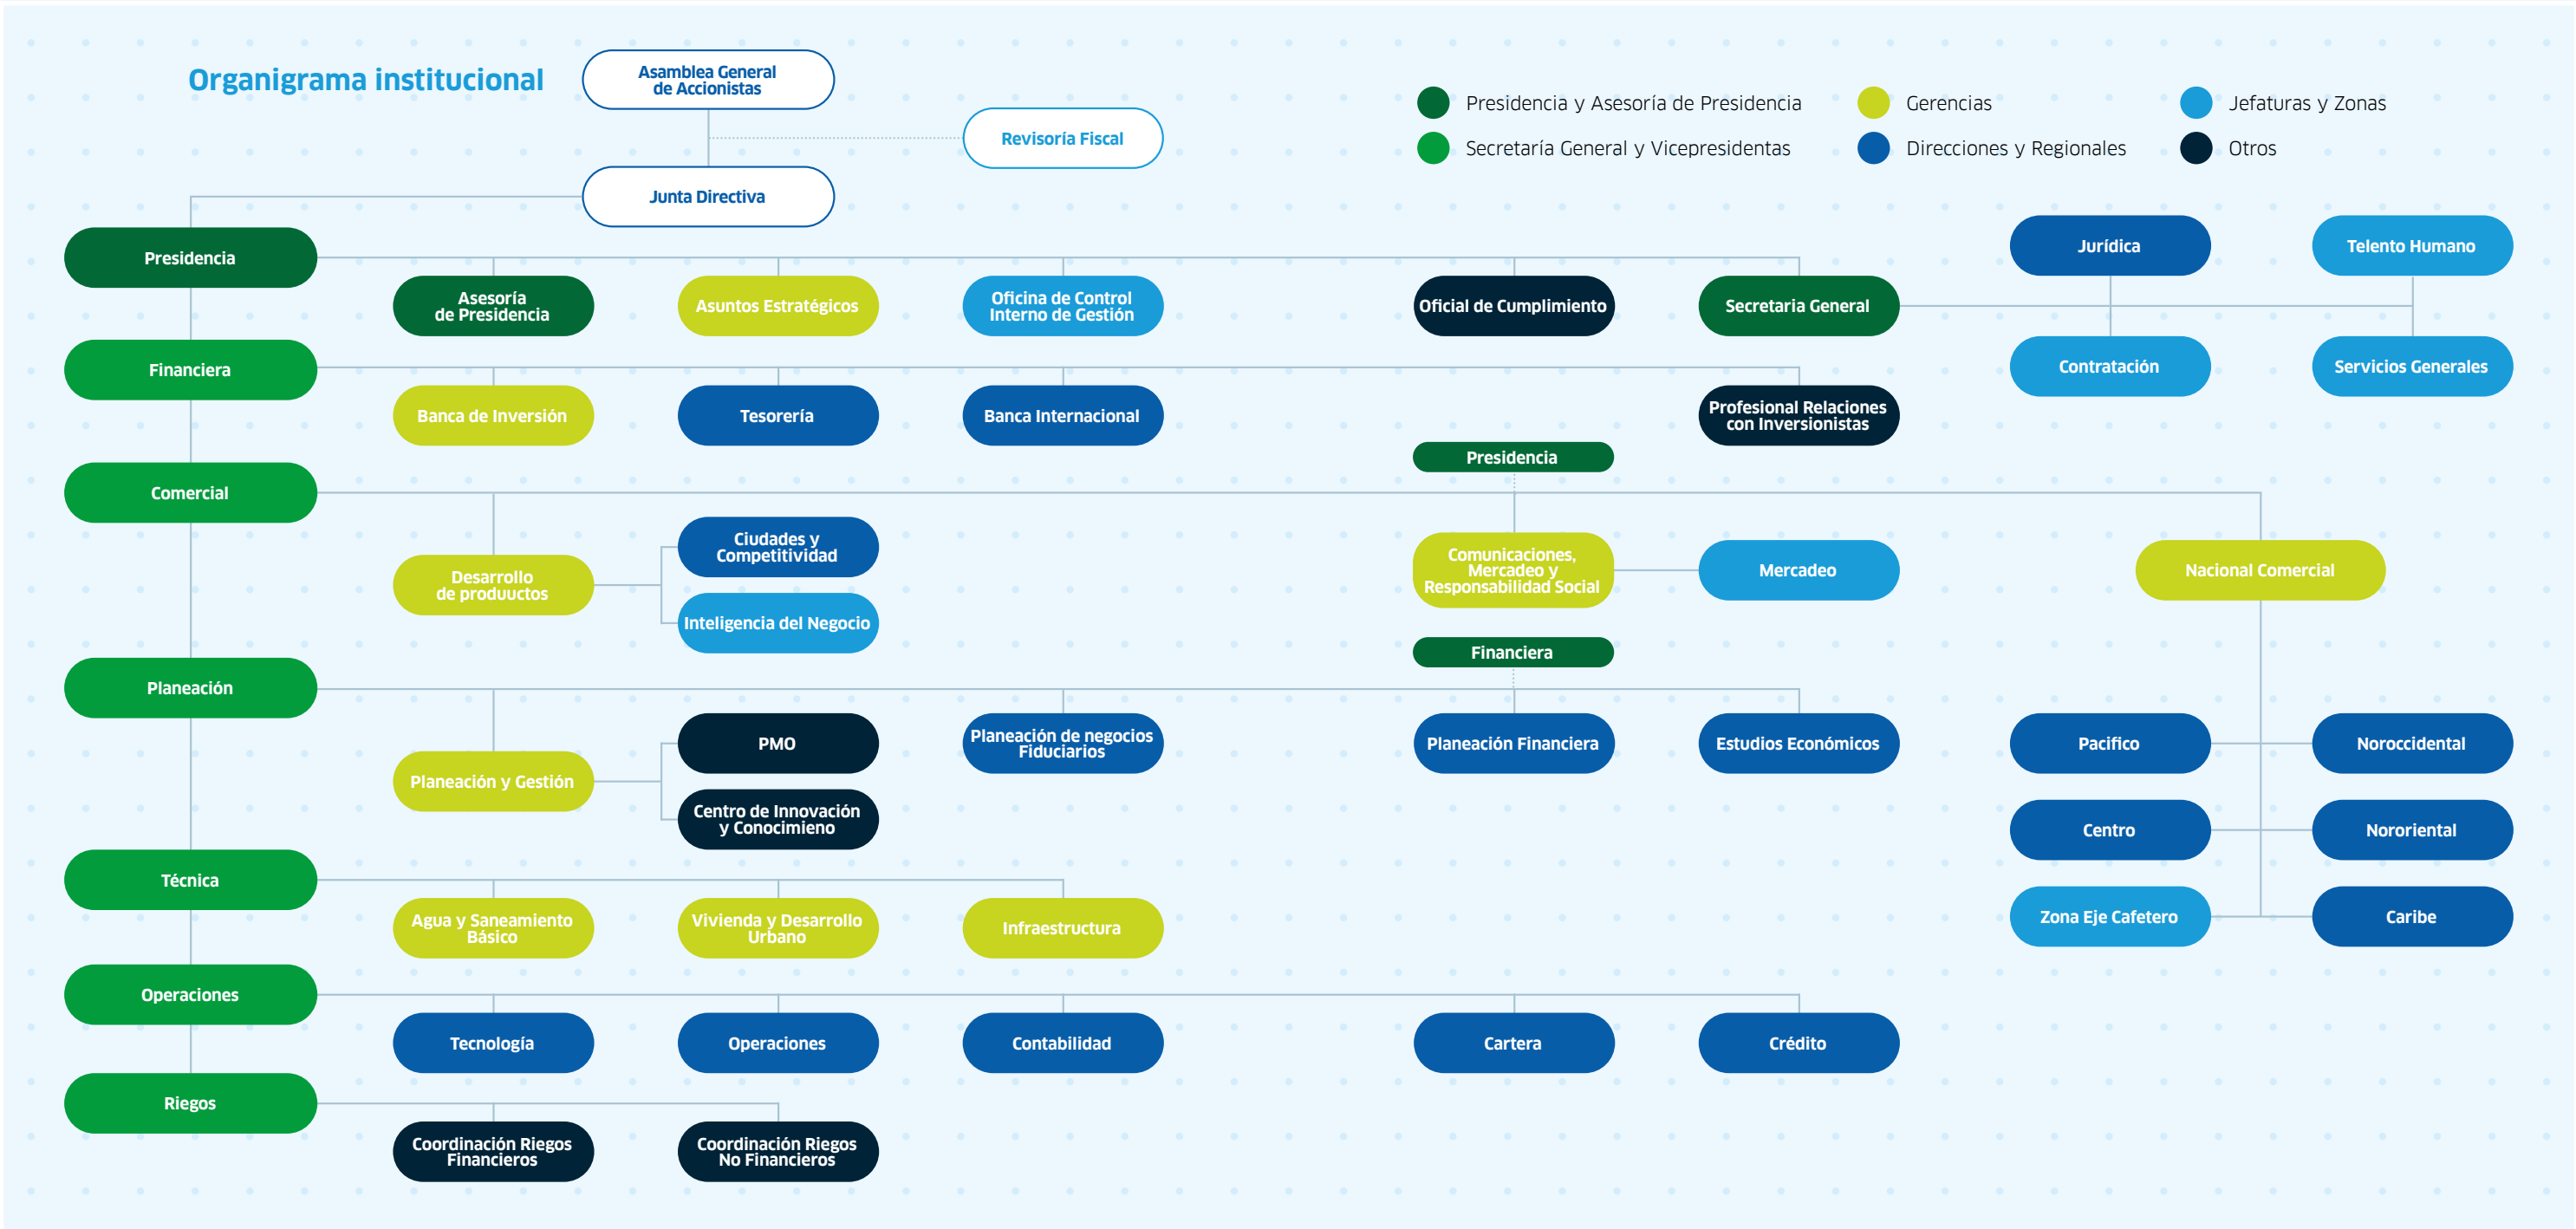 Organigrama institucional
Asamblea General
de Accionistas
Revisoría Fiscal
Junta Directiva
Presidencia y Asesoría de Presidencia
Gerencias
Jefaturas y Zonas
Secretaría General y Vicepresidentas
Direcciones y Regionales
Otros
Presidencia
Asesoría
de Presidencia
Asuntos Estratégicos
Oficina de Control
Interno de Gestión
Oficial de Cumplimiento
Secretaria General
Jurídica
Telento Humano
Contratación
Servicios Generales
Financiera
Banca de Inversión
Tesorería
Banca Internacional
Profesional Relaciones
con Inversionistas
Comercial
Desarrollo
de produuctos
Ciudades y
Competitividad
Inteligencia del Negocio
Presidencia
Comunicaciones,
Mercadeo y
Responsabilidad Social
Mercadeo
Nacional Comercial
Pacifico
Noroccidental
Centro
Nororiental
Zona Eje Cafetero
Caribe
Planeación
Planeación y Gestión
PMO
Centro de Innovación
y Conocimieno
Planeación de negocios
Fiduciarios
Financiera
Planeación Financiera
Estudios Económicos
Técnica
Agua y Saneamiento
Básico
Vivienda y Desarrollo
Urbano
Infraestructura
Operaciones
Tecnología
Operaciones
Contabilidad
Cartera
Crédito
Riegos
Coordinación Riegos
Financieros
Coordinación Riegos
No Financieros